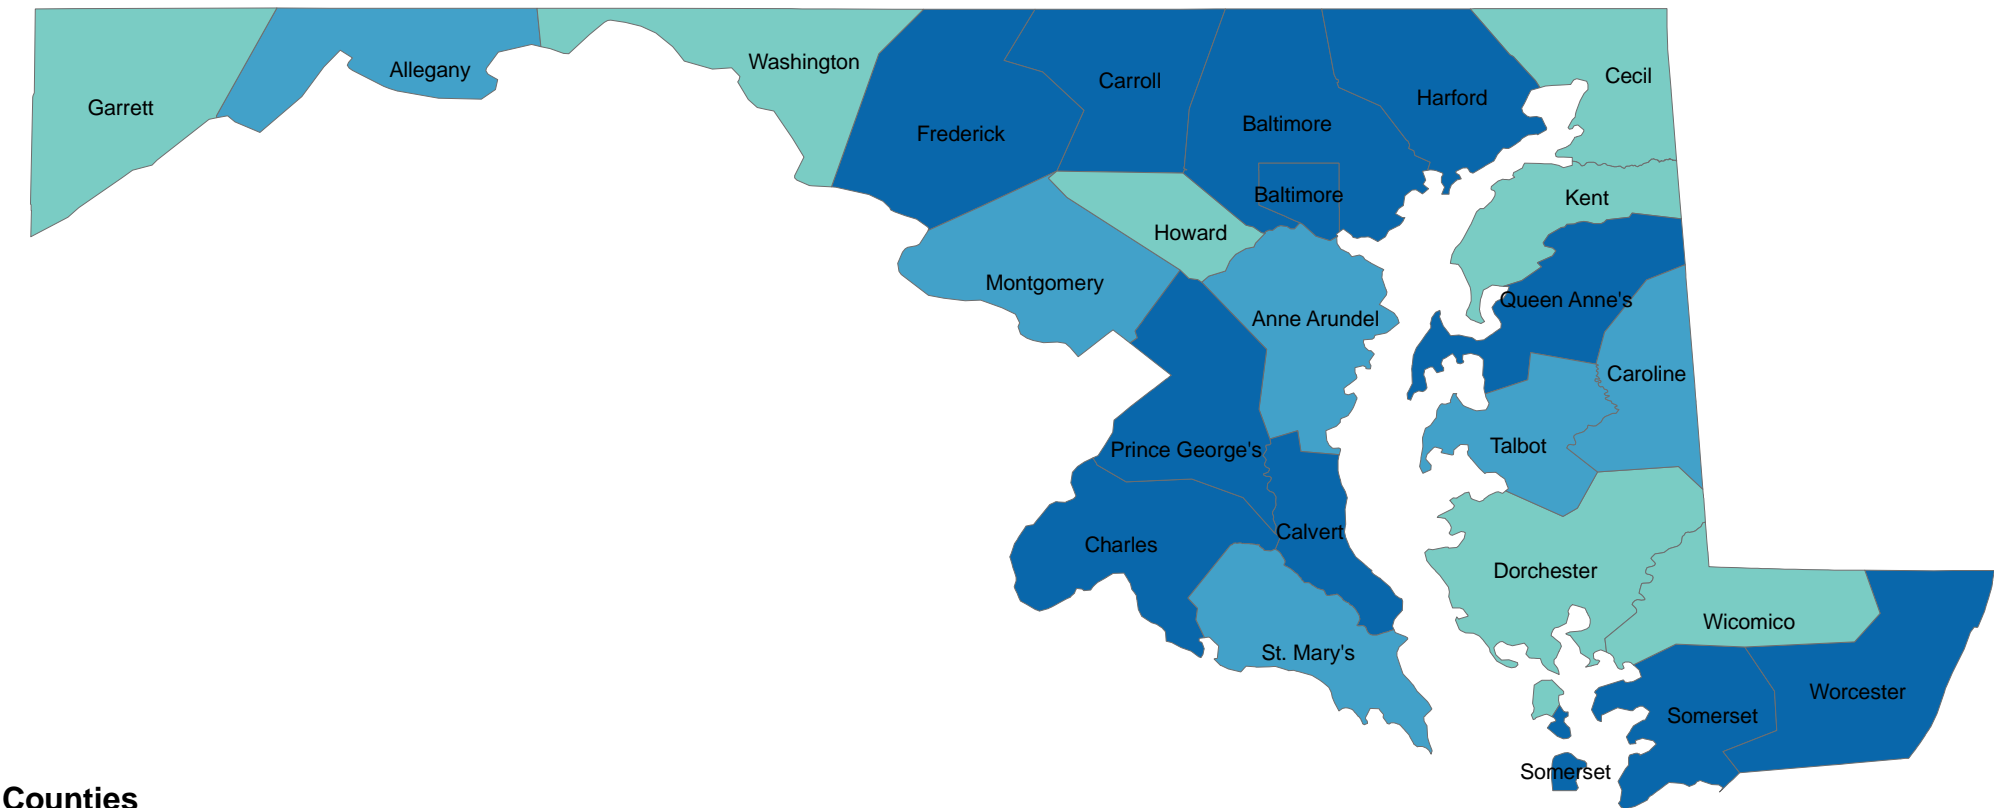 Washington
Allegany
Cecil
Carroll
Harford
Garrett
Baltimore
Frederick
Baltimore
Kent
Howard
Montgomery
Queen Anne's
Anne Arundel
Caroline
Talbot
Prince George's
Calvert
Charles
Dorchester
Wicomico
St. Mary's
Worcester
Somerset
Somerset
Counties